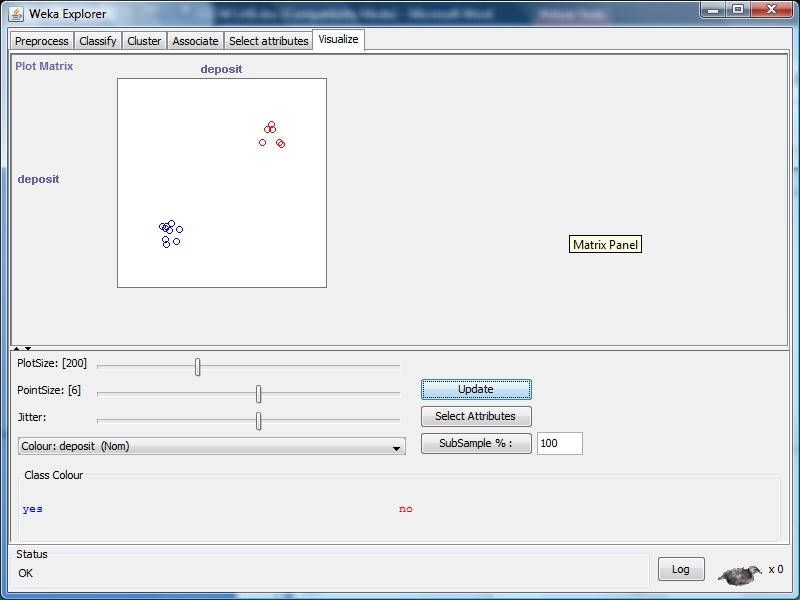 Weka Explorer
Preprocess Classify Cluster Associate Select attributes Visualize
Plot Matrix
deposit
deposit
Matrix Panel
PlotSize: [200]
PointSize: [6]
Update
Jitter:
Select Attributes
Colour: deposit (Nom)
SubSample % :
100
Class Colour
yes no
Status
OK
Log
x 0